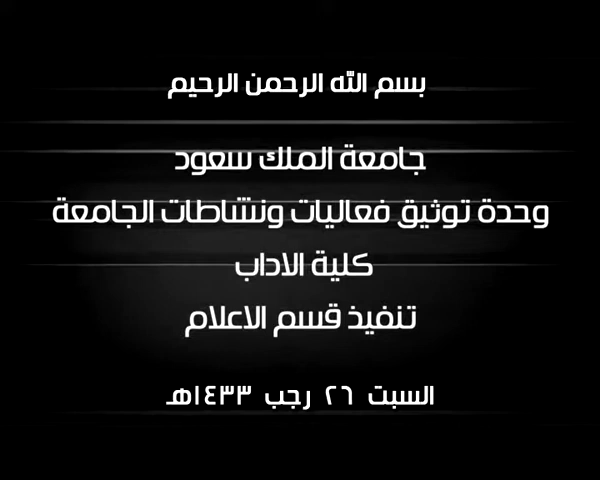 بسم الله الرحمن الرحيم
جامعة الملك سعود
وحدة توثيق فعاليات ونشاطات الجامعة
كلية الاداب
تنفيذ قسم الاعلام
السبت ٢٦ رجب ١٤٣٣هـ